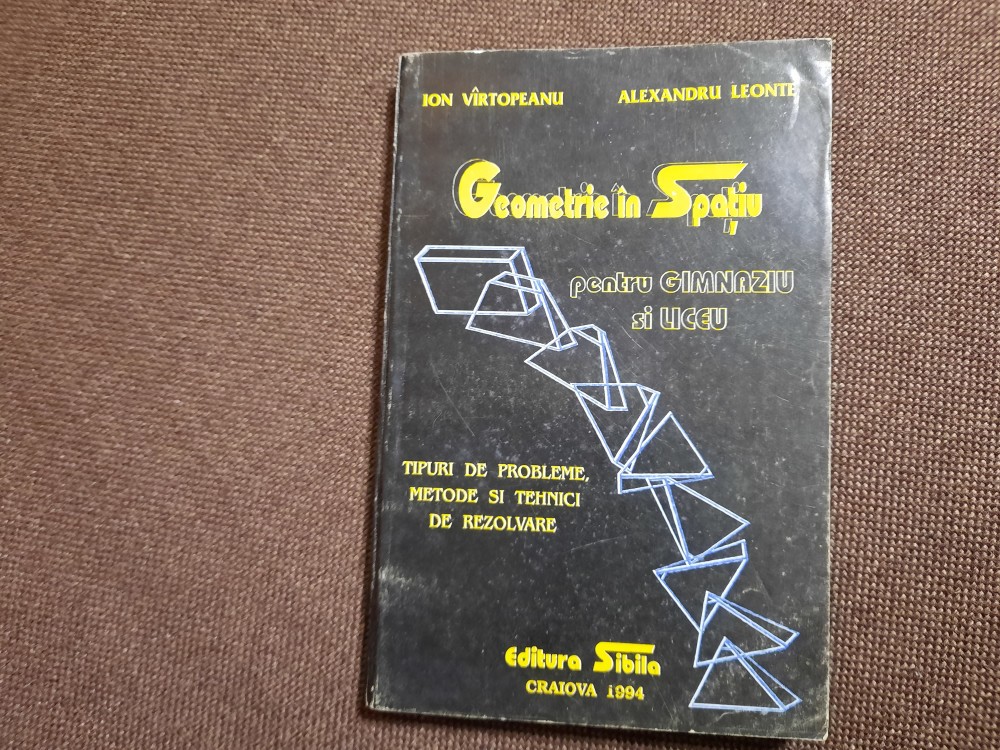 ION VÎRTOPEANU ALEXANDRU LEONTE
Geometrie în Spațiu
pentru GIMNAZIU
si LICEU
TIPURI DE PROBLEME,
METODE SI TEHNICI
DE REZOLVARE
Editura Sibila
CRAIOVA 1994